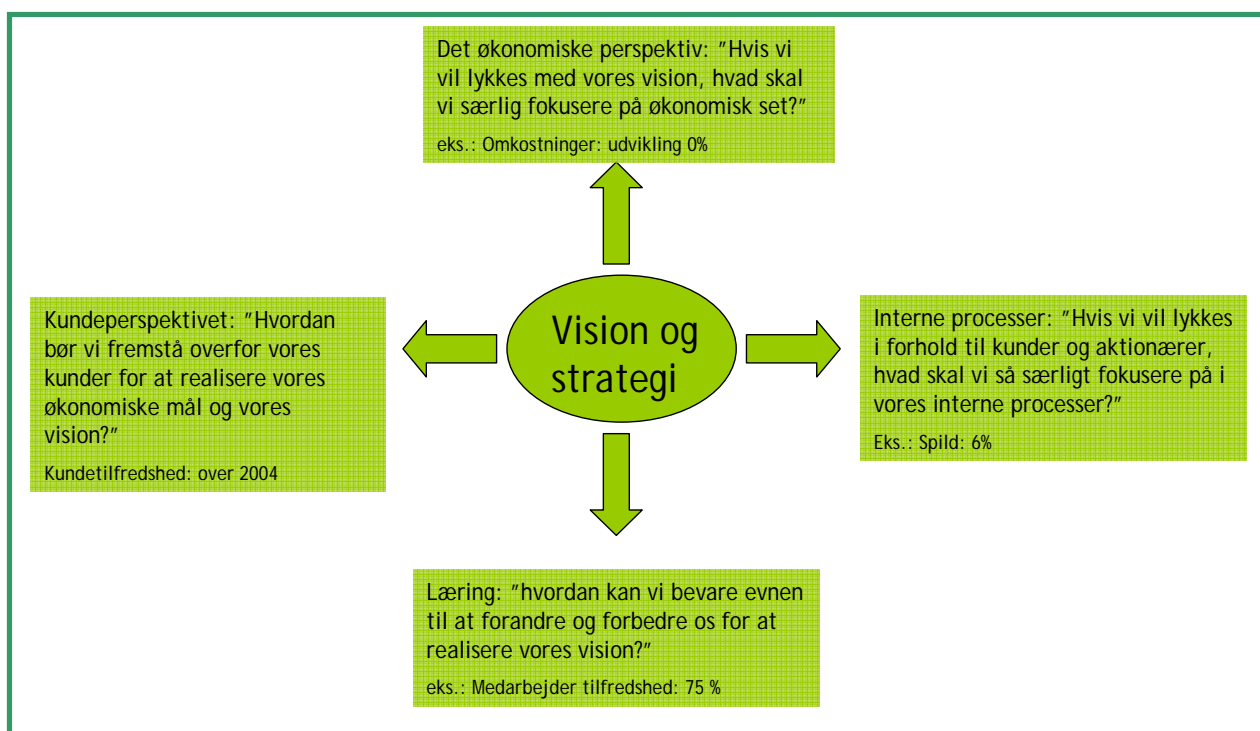 Det økonomiske perspektiv: ”Hvis vi
vil lykkes med vores vision, hvad skal
vi særlig fokusere på økonomisk set?”
eks.: Omkostninger: udvikling 0%
Kundeperspektivet: ”Hvordan
bør vi fremstå overfor vores
kunder for at realisere vores
økonomiske mål og vores
vision?”
Kundetilfredshed: over 2004
Vision og
strategi
Interne processer: ”Hvis vi vil lykkes
i forhold til kunder og aktionærer,
hvad skal vi så særligt fokusere på i
vores interne processer?”
Eks.: Spild: 6%
Læring: ”hvordan kan vi bevare evnen
til at forandre og forbedre os for at
realisere vores vision?”
eks.: Medarbejder tilfredshed: 75 %